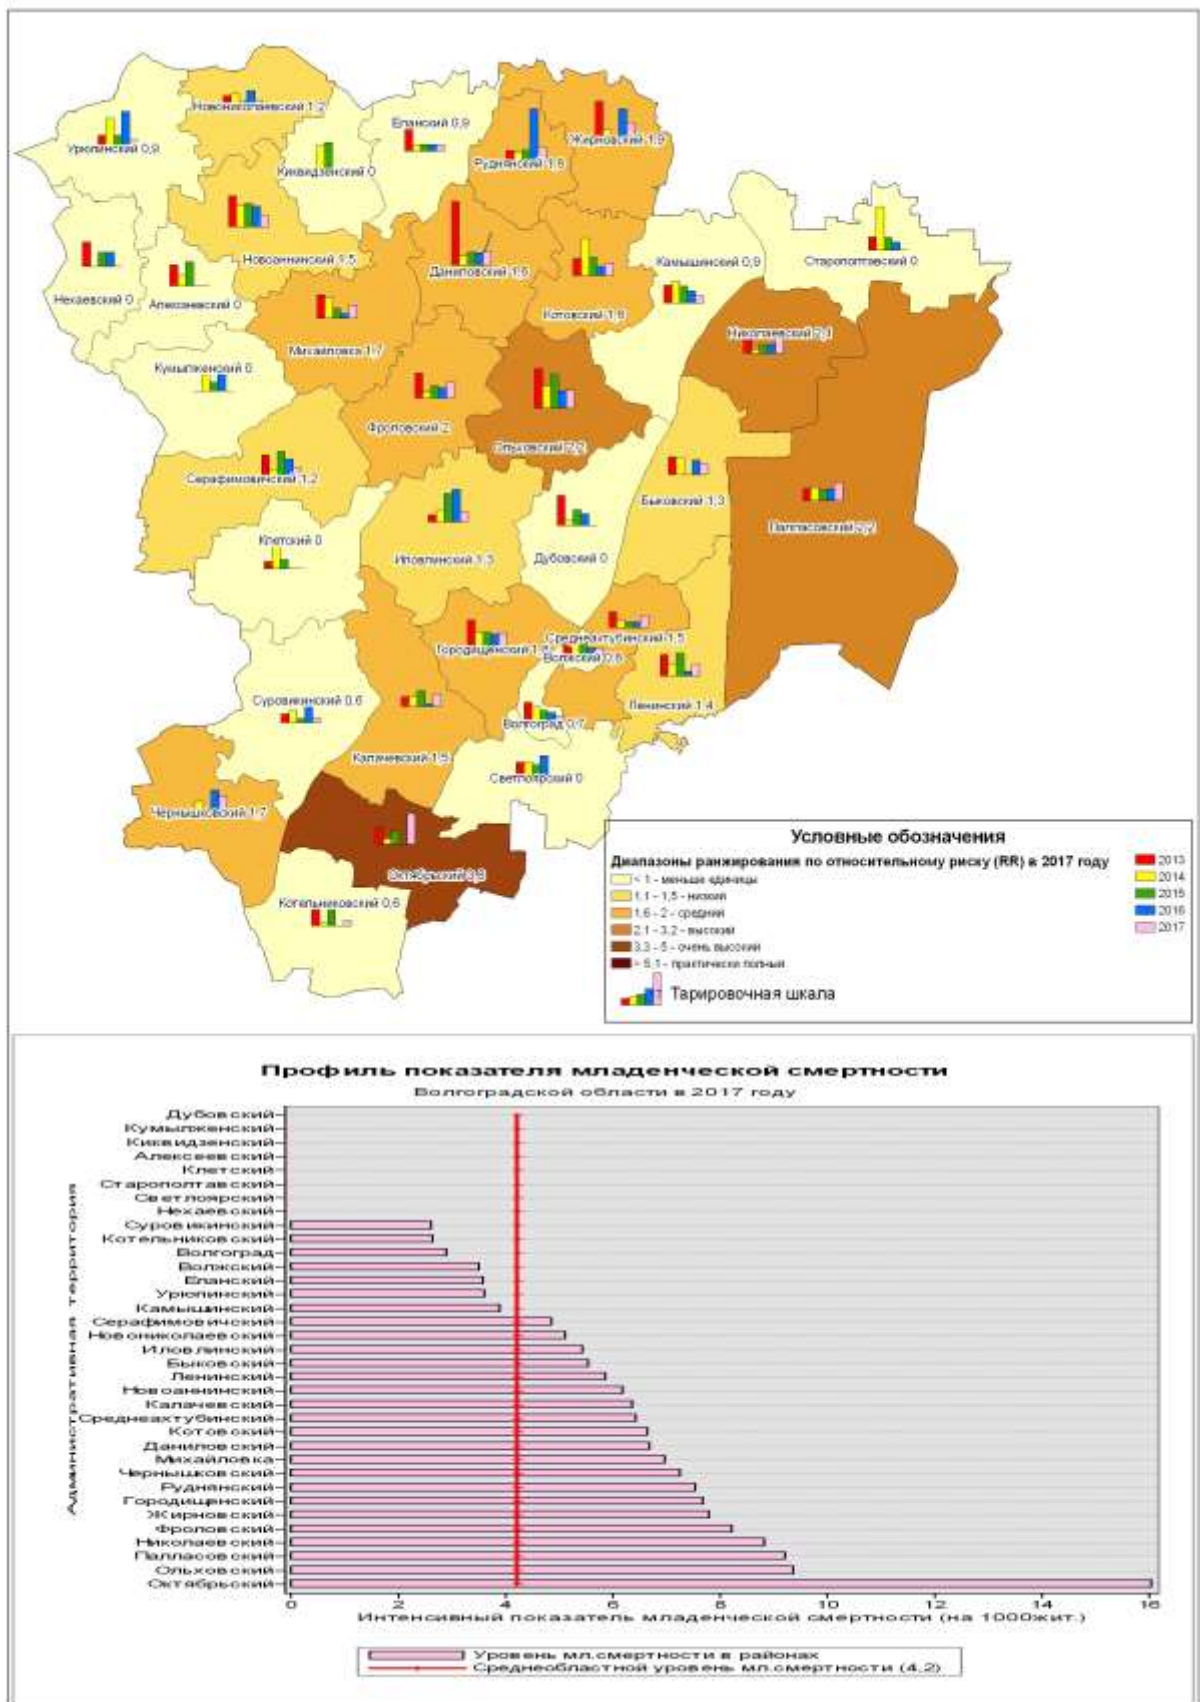 Новониколаевский 1,2
Еланский 0,9
Урюпинский 0,9
Киквидзенский 0
Руднянский 1,8
Жирновский 1,9
Новоаннинский 1,5
Даниловский 1,6
Камышинский 0,9
Старополтавский 0
Нехаевский 0
Алексеевский 0
Котовский 1,6
Николаевский 2,1
Михайловка 1,7
Кумылженский 0
Фроловский 2
Ольховский 2,2
Серафимовичский 1,2
Быковский 1,3
Палласовский 2,2
Клетский 0
Иловлинский 1,3
Дубовский 0
Среднеахтубинский 1,5
Городищенский 1,8
Волжский 0,8
Суровикинский 0,6
Ленинский 1,4
Волгоград 0,7
Калачевский 1,5
Светлоярский 0
Чернышковский 1,7
Октябрьский 3,8
Котельниковский 0,6
Условные обозначения
Диапазоны ранжирования по относительному риску (RR) в 2017 году
< 1 - меньше единицы
1,1 - 1,5 - низкий
1,6 - 2 - средний
2,1 - 3,2 - высокий
3,3 - 5 - очень высокий
> 5,1 - практически полный
2013
2014
2015
2016
2017
Тарировочная шкала
Профиль показателя младенческой смертности
Волгоградской области в 2017 году
Административная территория
Дубовский
Кумылженский
Киквидзенский
Алексеевский
Клетский
Старополтавский
Светлоярский
Нехаевский
Суровикинский
Котельниковский
Волгоград
Волжский
Еланский
Урюпинский
Камышинский
Серафимовичский
Новониколаевский
Иловлинский
Быковский
Ленинский
Новоаннинский
Калачевский
Среднеахтубинский
Котовский
Даниловский
Михайловка
Чернышковский
Руднянский
Городищенский
Жирновский
Фроловский
Николаевский
Палласовский
Ольховский
Октябрьский
0 2 4 6 8 10 12 14 16
Интенсивный показатель младенческой смертности (на 1000жит.)
Уровень мл.смертности в районах
Среднеобластной уровень мл.смертности (4,2)